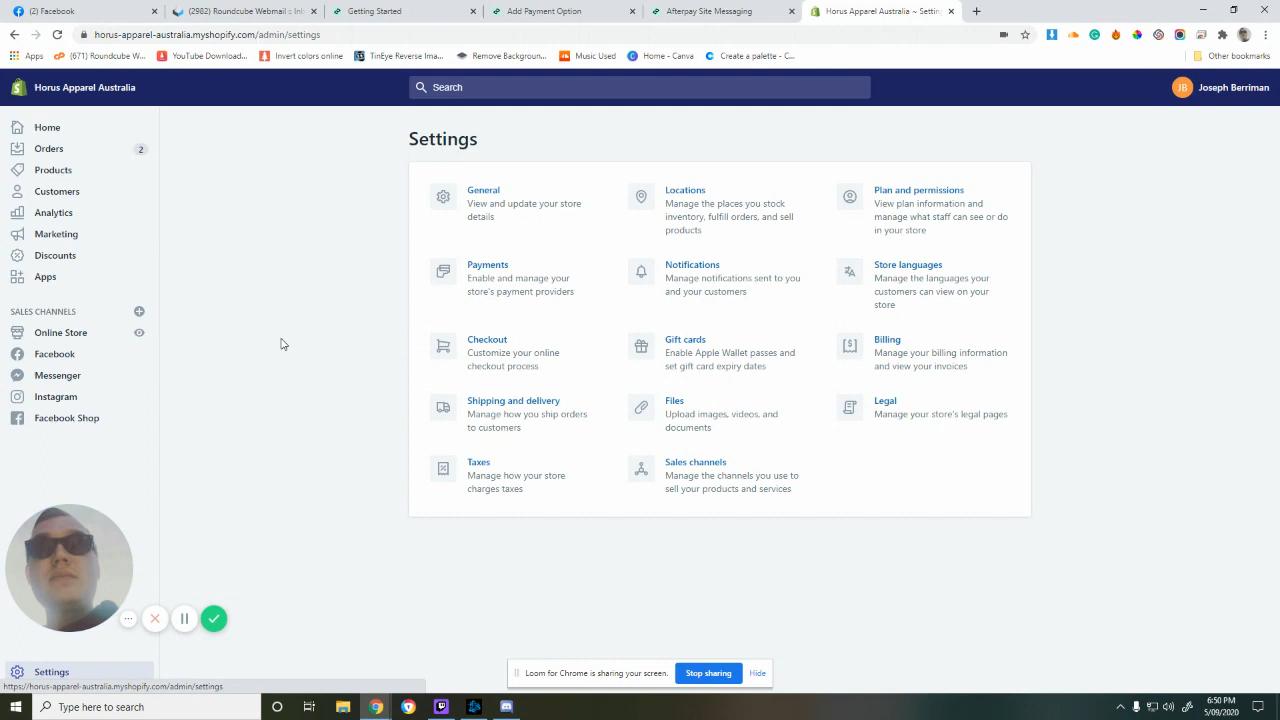 (2) Facebook
(2982) Roundcube Webmail :: Inb
Getting Started
Add Payment Option
Afterpay Site Messaging
Horus Apparel Australia ~ Settin
horus-apparel-australia.myshopify.com/admin/settings
Apps
(671) Roundcube W...
YouTube Download...
Invert colors online
TinEye Reverse Ima...
Remove Backgroun...
Music Used
Home - Canva
Create a palette - C...
Other bookmarks
Horus Apparel Australia
Search
JB
Joseph Berriman
Home
Orders
2
Products
Customers
Analytics
Marketing
Discounts
Apps
SALES CHANNELS
Online Store
Facebook
Messenger
Instagram
Facebook Shop
Settings
https://horus-apparel-australia.myshopify.com/admin/settings
Settings
General
View and update your store
details
Locations
Manage the places you stock
inventory, fulfill orders, and sell
products
Plan and permissions
View plan information and
manage what staff can see or do
in your store
Payments
Enable and manage your
store's payment providers
Notifications
Manage notifications sent to you
and your customers
Store languages
Manage the languages your
customers can view on your
store
Checkout
Customize your online
checkout process
Gift cards
Enable Apple Wallet passes and
set gift card expiry dates
Billing
Manage your billing information
and view your invoices
Shipping and delivery
Manage how you ship orders
to customers
Files
Upload images, videos, and
documents
Legal
Manage your store's legal pages
Taxes
Manage how your store
charges taxes
Sales channels
Manage the channels you use to
sell your products and services
Loom for Chrome is sharing your screen.
Stop sharing
Hide
Type here to search
6:50 PM
5/09/2020